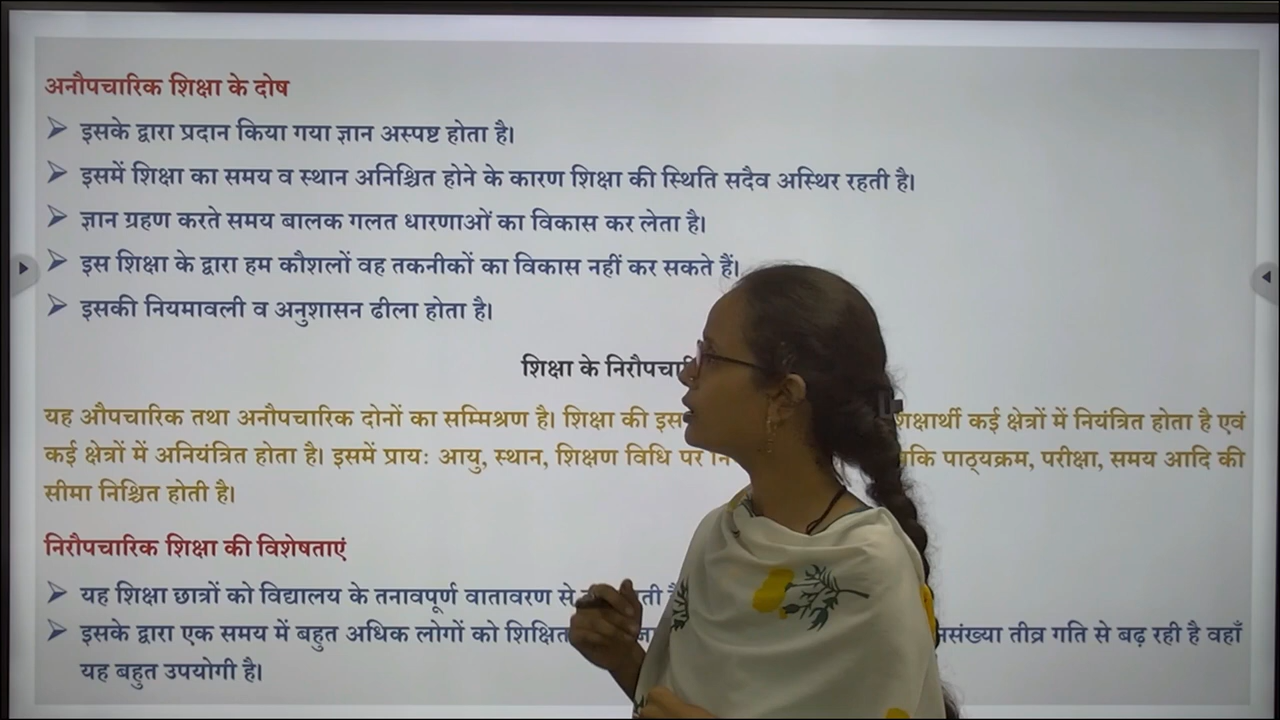 अनौपचारिक शिक्षा के दोष
इसके द्वारा प्रदान किया गया ज्ञान अस्पष्ट होता है।
इसमें शिक्षा का समय व स्थान अनिश्चित होने के कारण शिक्षा की स्थिति सदैव अस्थिर रहती है।
ज्ञान ग्रहण करते समय बालक गलत धारणाओं का विकास कर लेता है।
इस शिक्षा के द्वारा हम कौशलों वह तकनीकों का विकास नहीं कर सकते हैं।
इसकी नियमावली व अनुशासन ढीला होता है।
शिक्षा के
यह औपचारिक तथा अनौपचारिक दोनों का सम्मिश्रण है। शिक्षा की कई क्षेत्रों में नियंत्रित होता है एवं
कई क्षेत्रों में अनियंत्रित होता है। इसमें प्रायः आयु, स्थान, शिक्षण विधि पर पाठ्यक्रम, परीक्षा, समय आदि की
सीमा निश्चित होती है।
निरौपचारिक शिक्षा की विशेषताएं
यह शिक्षा छात्रों को विद्यालय के तनावपूर्ण वातावरण से
इसके द्वारा एक समय में बहुत अधिक लोगों को तीव्र गति से बढ़ रही है वहाँ
यह बहुत उपयोगी है।